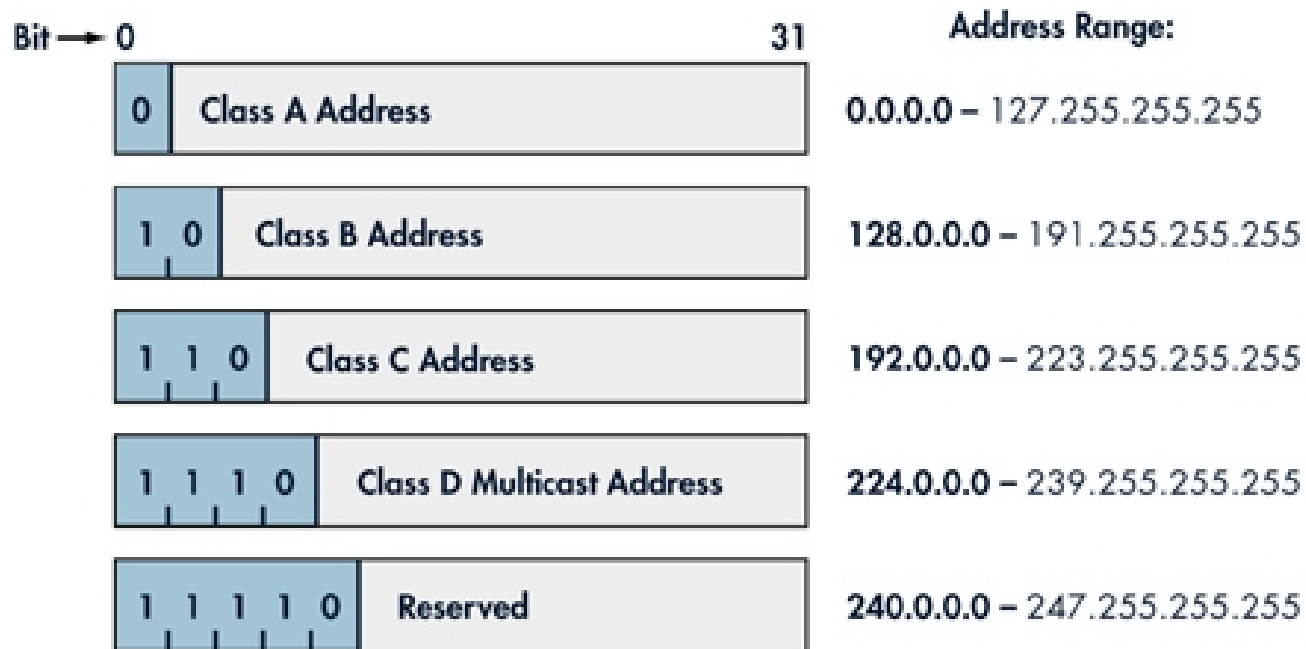 Bit → 0 31 Address Range:
0 Class A Address 0.0.0.0 – 127.255.255.255
1 0 Class B Address 128.0.0.0 – 191.255.255.255
1 1 0 Class C Address 192.0.0.0 – 223.255.255.255
1 1 1 0 Class D Multicast Address 224.0.0.0 – 239.255.255.255
1 1 1 1 0 Reserved 240.0.0.0 – 247.255.255.255